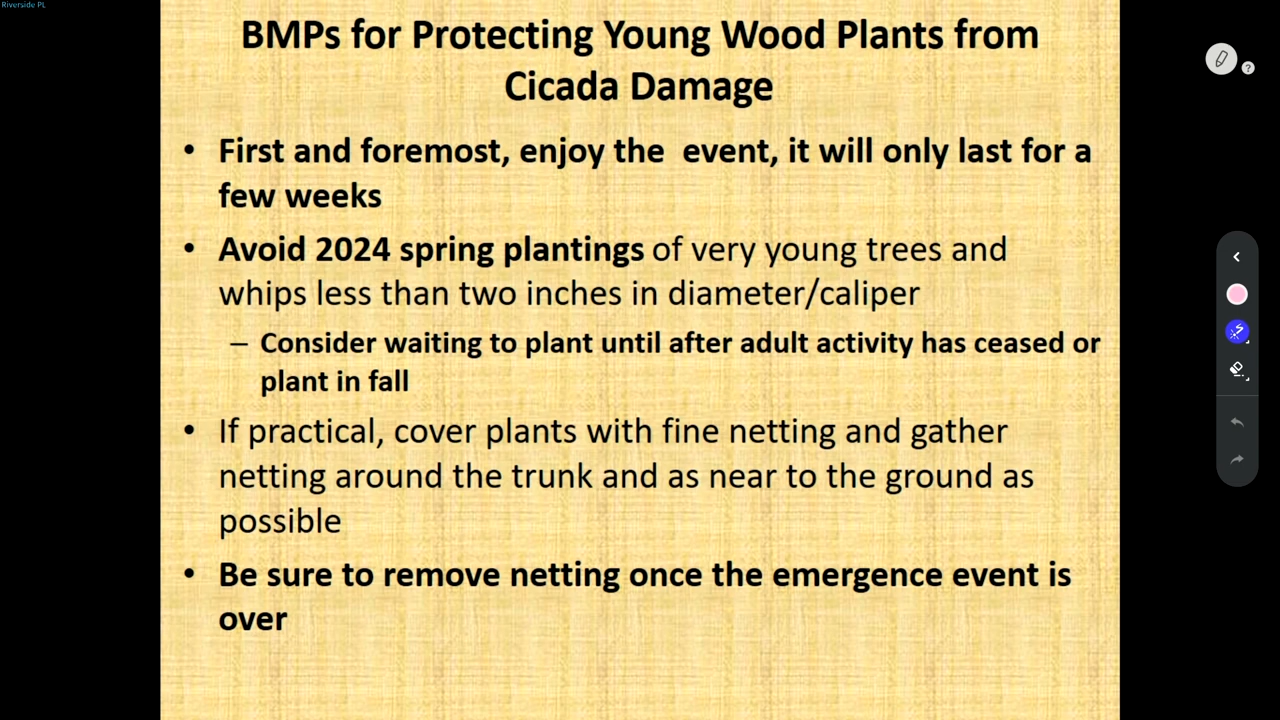 Riverside PL
BMPs for Protecting Young Wood Plants from
Cicada Damage
• First and foremost, enjoy the  event, it will only last for a
few weeks
• Avoid 2024 spring plantings of very young trees and
whips less than two inches in diameter/caliper
– Consider waiting to plant until after adult activity has ceased or
plant in fall
• If practical, cover plants with fine netting and gather
netting around the trunk and as near to the ground as
possible
• Be sure to remove netting once the emergence event is
over
?